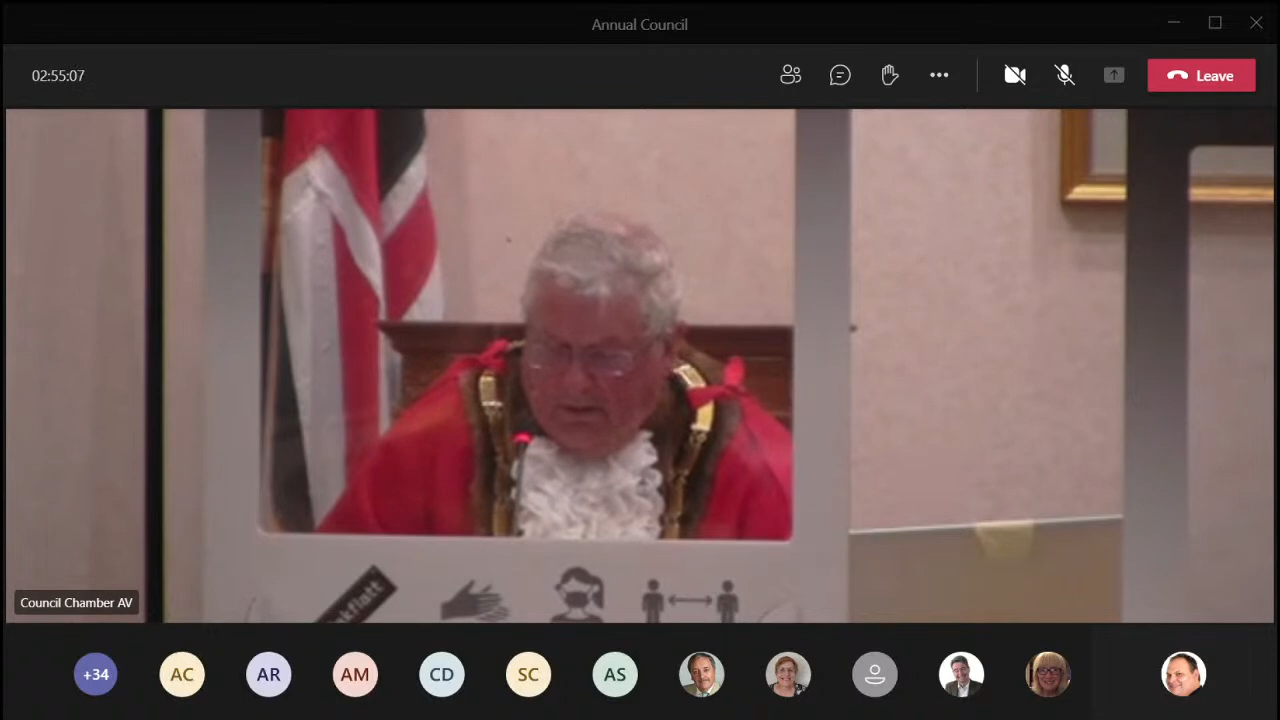 Annual Council
02:55:07
Leave
Council Chamber AV
+34
AC
AR
AM
CD
SC
AS